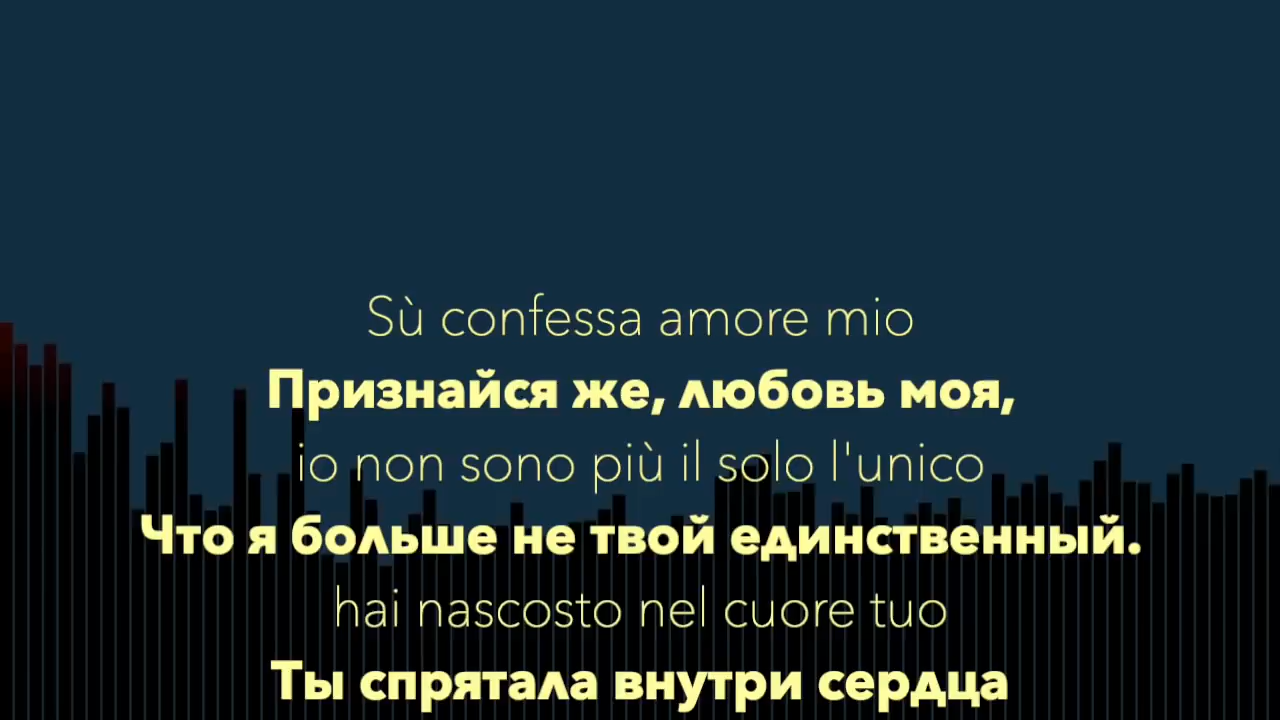 Sù confessa amore mio
Признайся же, любовь моя,
io non sono più il solo l'unico
Что я больше не твой единственный.
hai nascosto nel cuore tuo
Ты спрятала внутри сердца